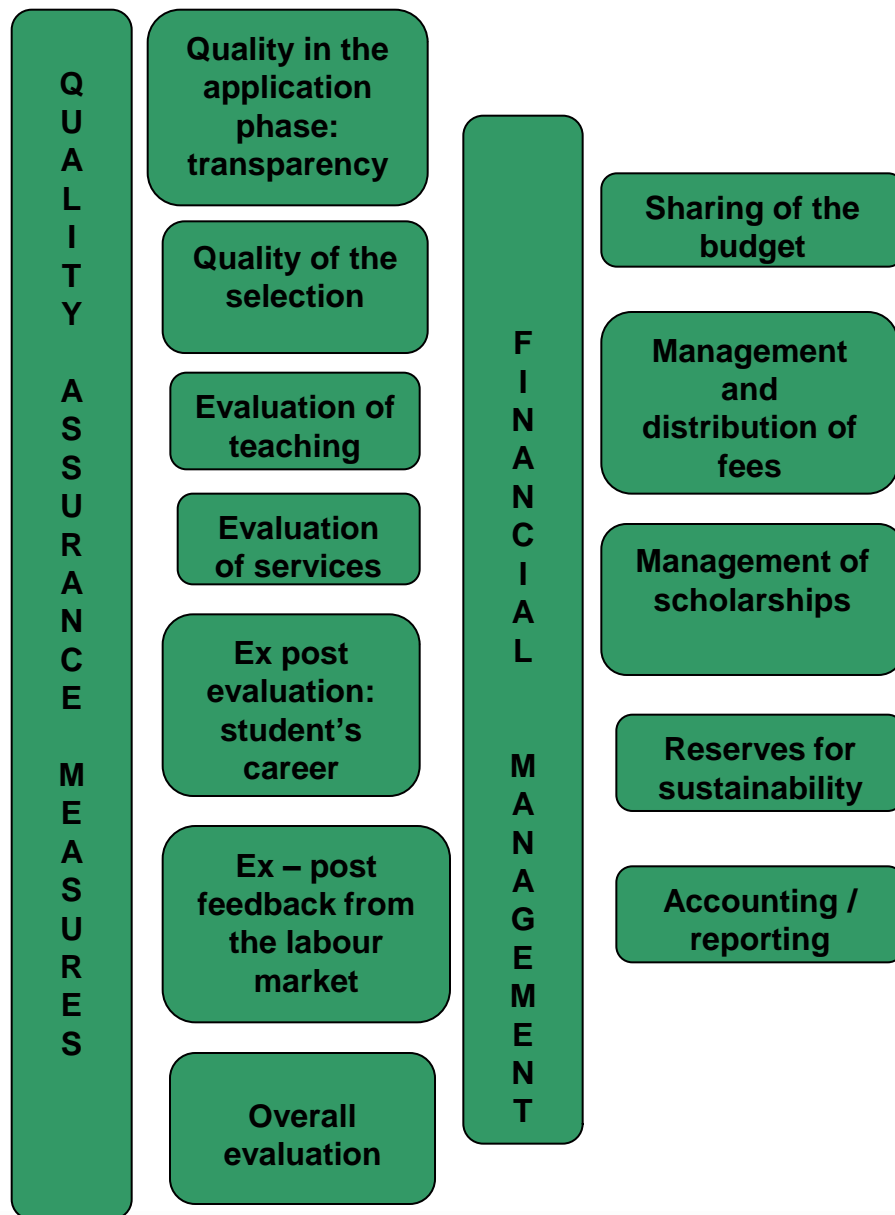 QUALITY ASSURANCE MEASURES
Quality in the
application
phase:
transparency
Quality of the
selection
Evaluation of
teaching
Evaluation
of services
Ex post
evaluation:
student’s
career
Ex – post
feedback from
the labour
market
Overall
evaluation
FINANCIAL MANAGEMENT
Sharing of the
budget
Management
and
distribution of
fees
Management of
scholarships
Reserves for
sustainability
Accounting /
reporting